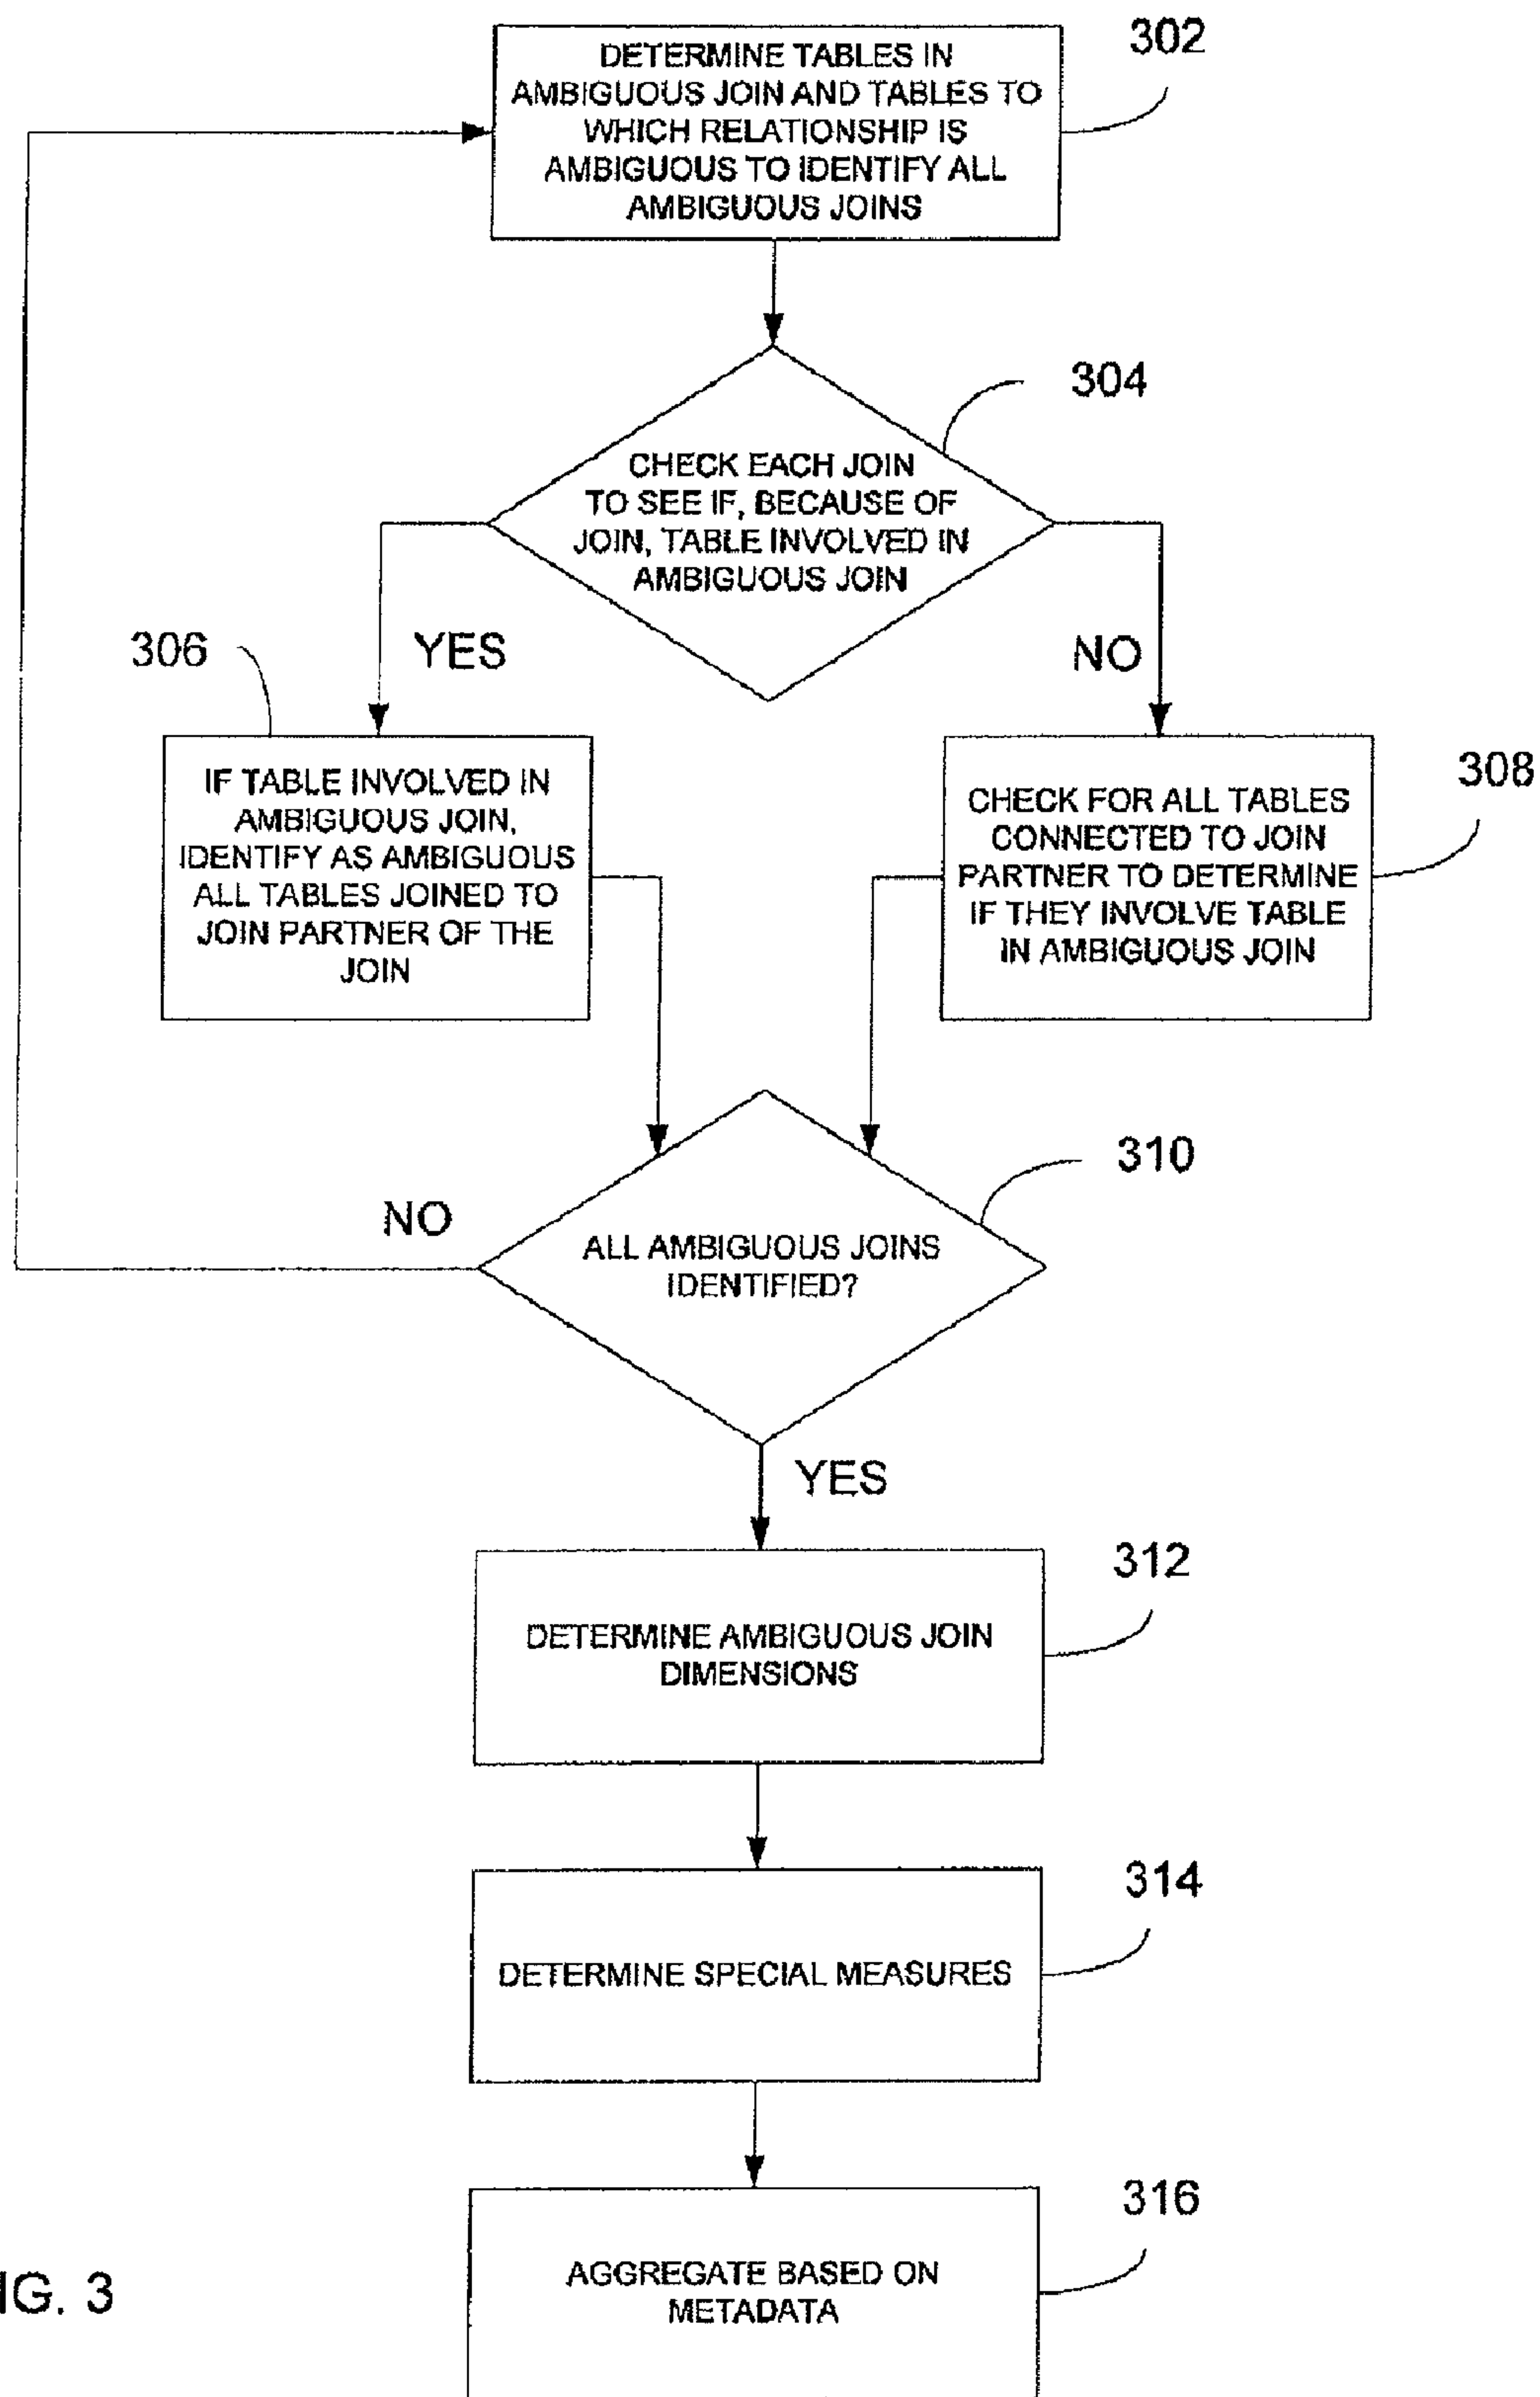 302
DETERMINE TABLES IN
AMBIGUOUS JOIN AND TABLES TO
WHICH RELATIONSHIP IS
AMBIGUOUS TO IDENTIFY ALL
AMBIGUOUS JOINS
304
CHECK EACH JOIN
TO SEE IF, BECAUSE OF
JOIN, TABLE INVOLVED IN
AMBIGUOUS JOIN
306
YES
NO
IF TABLE INVOLVED IN
AMBIGUOUS JOIN,
IDENTIFY AS AMBIGUOUS
ALL TABLES JOINED TO
JOIN PARTNER OF THE
JOIN
308
CHECK FOR ALL TABLES
CONNECTED TO JOIN
PARTNER TO DETERMINE
IF THEY INVOLVE TABLE
IN AMBIGUOUS JOIN
310
NO
ALL AMBIGUOUS JOINS
IDENTIFIED?
YES
312
DETERMINE AMBIGUOUS JOIN
DIMENSIONS
314
DETERMINE SPECIAL MEASURES
316
AGGREGATE BASED ON
METADATA
IG. 3